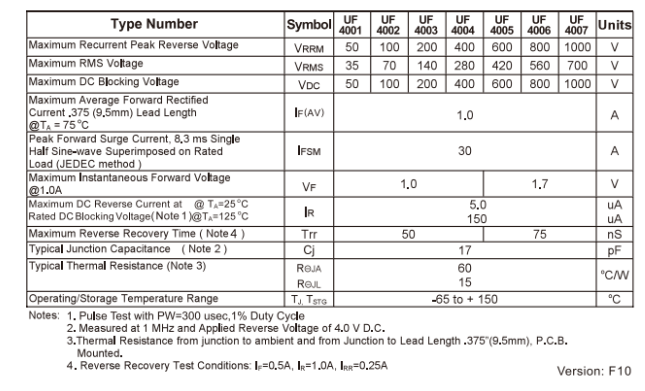 Type Number Symbol UF 4001 UF 4002 UF 4003 UF 4004 UF 4005 UF 4006 UF 4007 Units
Maximum Recurrent Peak Reverse Voltage VRRM 50 100 200 400 600 800 1000 V
Maximum RMS Voltage VRMS 35 70 140 280 420 560 700 V
Maximum DC Blocking Voltage VDC 50 100 200 400 600 800 1000 V
Maximum Average Forward Rectified
Current .375 (9.5mm) Lead Length
@TA = 75°C
IF(AV) 1.0 A
Peak Forward Surge Current, 8.3 ms Single
Half Sine-wave Superimposed on Rated
Load (JEDEC method )
IFSM 30 A
Maximum Instantaneous Forward Voltage
@1.0A
VF 1.0 1.7 V
Maximum DC Reverse Current at @ TA=25°C
Rated DC Blocking Voltage(Note 1)@TA=125°C
IR
5.0 uA
150 uA
Maximum Reverse Recovery Time ( Note 4 ) Trr 50 75 nS
Typical Junction Capacitance ( Note 2 ) Cj 17 pF
Typical Thermal Resistance (Note 3)
RΘJA 60
RΘJL 15
°C/W
Operating/Storage Temperature Range TJ, TSTG -65 to + 150 °C
Notes: 1. Pulse Test with PW=300 usec,1% Duty Cycle
2. Measured at 1 MHz and Applied Reverse Voltage of 4.0 V D.C.
3.Thermal Resistance from junction to ambient and from Junction to Lead Length .375"(9.5mm), P.C.B.
Mounted.
4. Reverse Recovery Test Conditions: IF=0.5A, IR=1.0A, IRR=0.25A
Version: F10